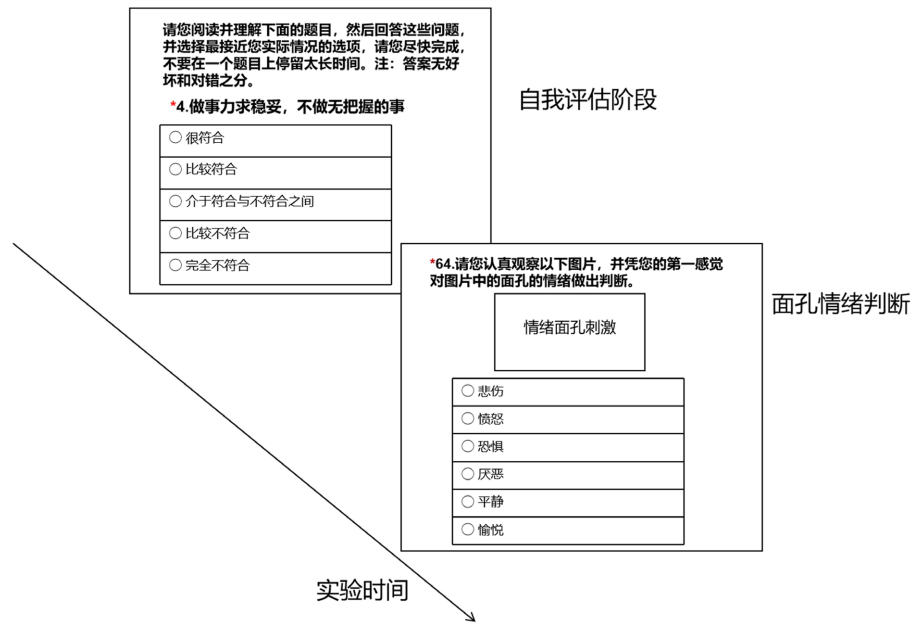 请您阅读并理解下面的题目，然后回答这些问题，
并选择最接近您实际情况的选项，请您尽快完成，
不要在一个题目上停留太长时间。注：答案无好
坏和对错之分。
*4.做事力求稳妥，不做无把握的事
很符合
比较符合
介于符合与不符合之间
比较不符合
完全不符合
自我评估阶段
*64.请您认真观察以下图片，并凭您的第一感觉
对图片中的面孔的情绪做出判断。
情绪面孔刺激
悲伤
愤怒
恐惧
厌恶
平静
愉悦
面孔情绪判断
实验时间